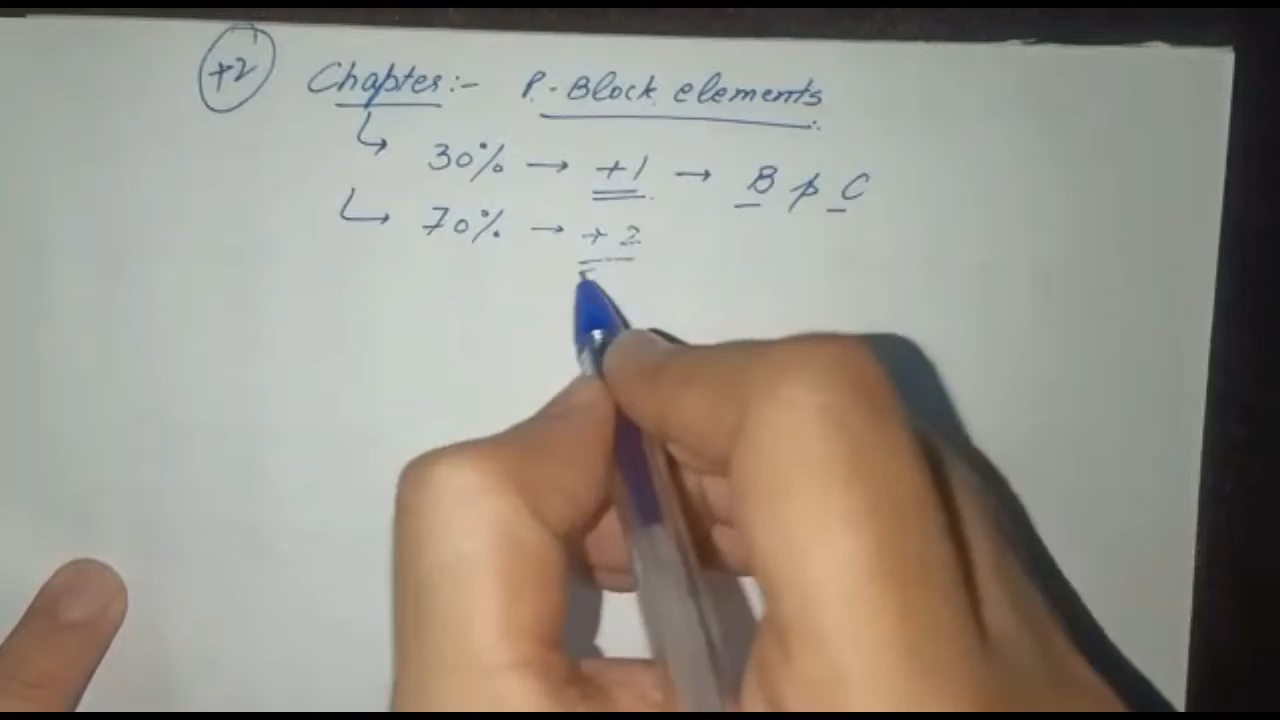 +2 Chapter:- P-Block elements
↳ 30% → +1 → B & C
↳ 70% → +2